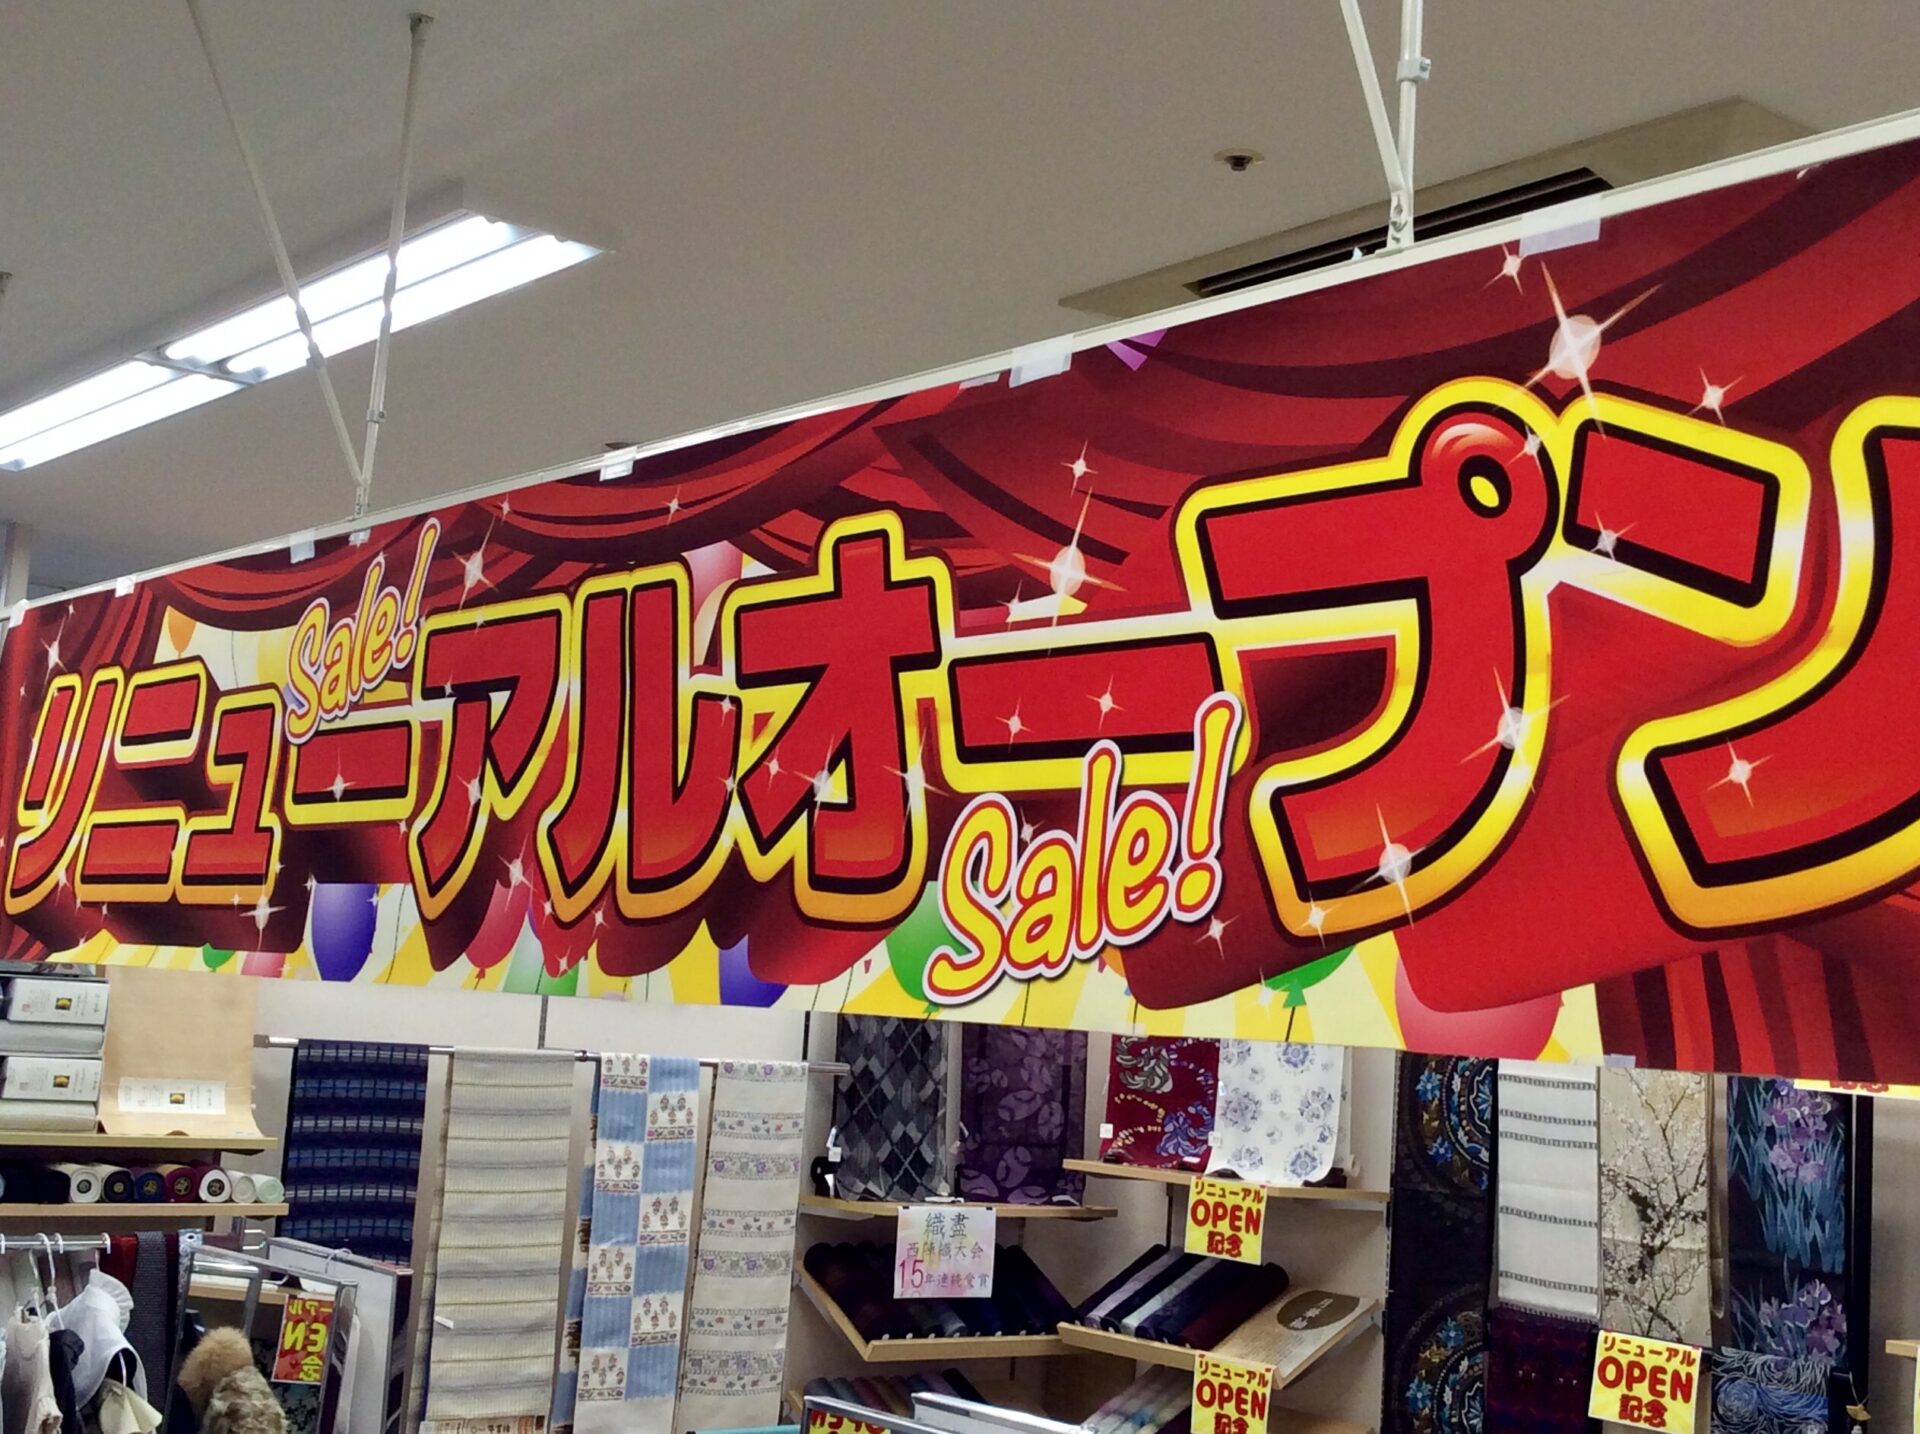 リニューアルオープン
Sale!
Sale!
織盡
西陣織大会
15年連続受賞
リニューアル
OPEN
記念
リニューアル
OPEN
記念
リニューアル
OPEN
記念